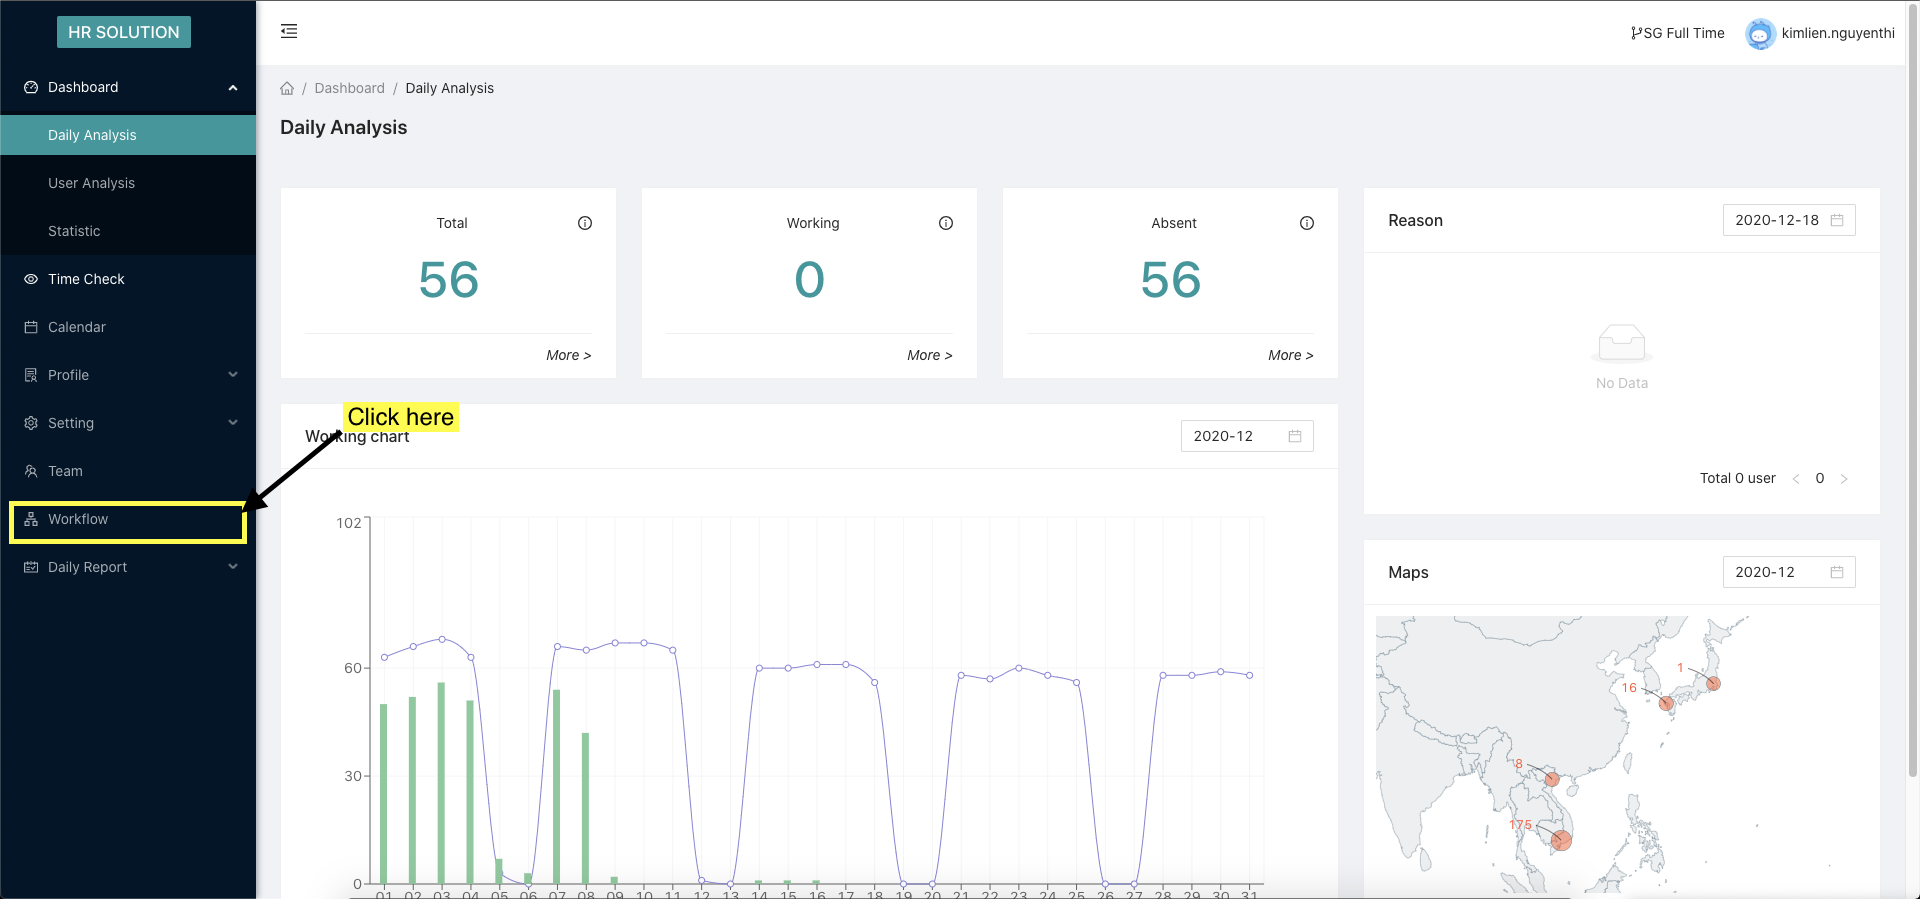 HR SOLUTION
SG Full Time
kimlien.nguyenthi
Dashboard
Daily Analysis
User Analysis
Statistic
Time Check
Calendar
Profile
Setting
Team
Workflow
Daily Report
/ Dashboard / Daily Analysis
Daily Analysis
Total
56
More >
Working
0
More >
Absent
56
More >
Reason
2020-12-18
No Data
Total 0 user < 0 >
Click here
Working chart
2020-12
102
60
30
0
01 02 03 04 05 06 07 08 09 10 11 12 13 14 15 16 17 18 19 20 21 22 23 24 25 26 27 28 29 30 31
Maps
2020-12
1
16
8
175